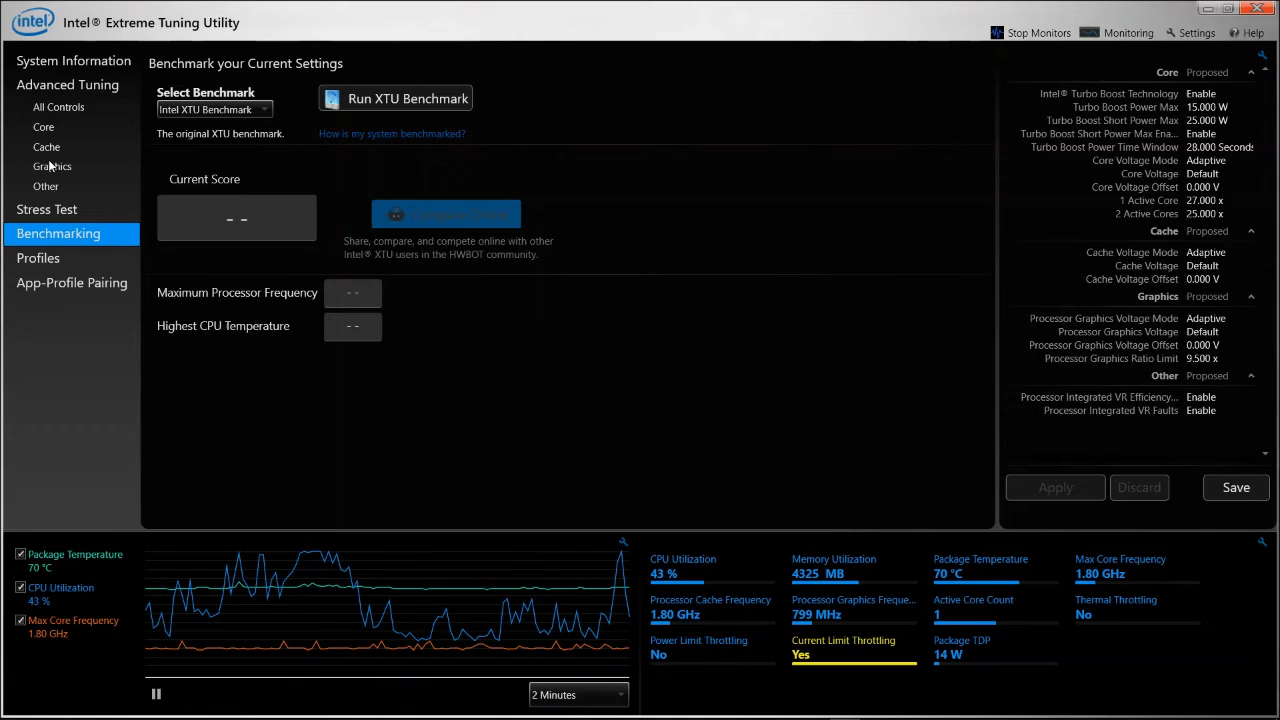 intel
Intel® Extreme Tuning Utility
Stop Monitors
Monitoring
Settings
Help
System Information
Advanced Tuning
All Controls
Core
Cache
Graphics
Other
Stress Test
Benchmarking
Profiles
App-Profile Pairing
Benchmark your Current Settings
Select Benchmark
Intel XTU Benchmark
Run XTU Benchmark
The original XTU benchmark.
How is my system benchmarked?
Current Score
- -
Share, compare, and compete online with other
Intel® XTU users in the HWBOT community.
Maximum Processor Frequency - -
Highest CPU Temperature - -
Core Proposed
Intel® Turbo Boost Technology Enable
Turbo Boost Power Max 15.000 W
Turbo Boost Short Power Max 25.000 W
Turbo Boost Short Power Max Ena... Enable
Turbo Boost Power Time Window 28.000 Seconds
Core Voltage Mode Adaptive
Core Voltage Default
Core Voltage Offset 0.000 V
1 Active Core 27.000 x
2 Active Cores 25.000 x
Cache Proposed
Cache Voltage Mode Adaptive
Cache Voltage Default
Cache Voltage Offset 0.000 V
Graphics Proposed
Processor Graphics Voltage Mode Adaptive
Processor Graphics Voltage Default
Processor Graphics Voltage Offset 0.000 V
Processor Graphics Ratio Limit 9.500 x
Other Proposed
Processor Integrated VR Efficiency... Enable
Processor Integrated VR Faults Enable
Apply
Discard
Save
Package Temperature
70 °C
CPU Utilization
43 %
Max Core Frequency
1.80 GHz
2 Minutes
CPU Utilization
43 %
Memory Utilization
4325 MB
Package Temperature
70 °C
Max Core Frequency
1.80 GHz
Processor Cache Frequency
1.80 GHz
Processor Graphics Freque...
799 MHz
Active Core Count
1
Thermal Throttling
No
Power Limit Throttling
No
Current Limit Throttling
Yes
Package TDP
14 W